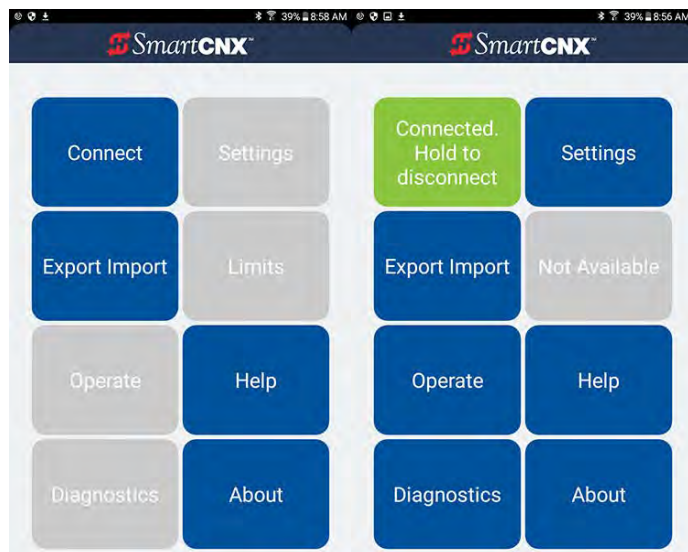 39% 8:58 AM
SmartCNX™
Connect
Settings
Export Import
Limits
Operate
Help
Diagnostics
About
39% 8:56 AM
SmartCNX™
Connected.
Hold to
disconnect
Settings
Export Import
Not Available
Operate
Help
Diagnostics
About